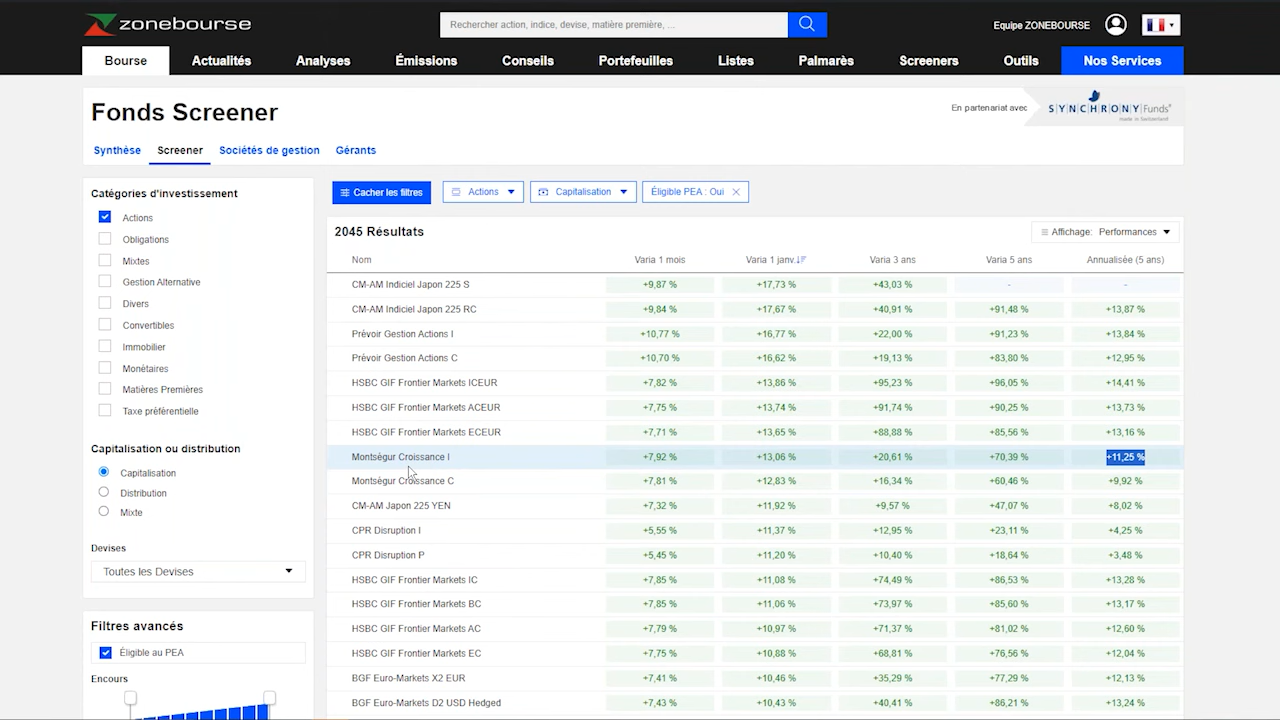 zonebourse
Rechercher action, indice, devise, matière première, ...
Equipe ZONEBOURSE
Bourse Actualités Analyses Émissions Conseils Portefeuilles Listes Palmarès Screeners Outils Nos Services
Fonds Screener
En partenariat avec
SYNCHRONY Funds
made in Switzerland
Synthèse Screener Sociétés de gestion Gérants
Catégories d'investissement
Actions
Obligations
Mixtes
Gestion Alternative
Divers
Convertibles
Immobilier
Monétaires
Matières Premières
Taxe préférentielle
Capitalisation ou distribution
Capitalisation
Distribution
Mixte
Devises
Toutes les Devises
Filtres avancés
Éligible au PEA
Encours
Cacher les filtres Actions Capitalisation Éligible PEA : Oui
2045 Résultats
Affichage: Performances
Nom Varia 1 mois Varia 1 janv. Varia 3 ans Varia 5 ans Annualisée (5 ans)
CM-AM Indiciel Japon 225 S +9,87 % +17,73 % +43,03 % - -
CM-AM Indiciel Japon 225 RC +9,84 % +17,67 % +40,91 % +91,48 % +13,87 %
Prévoir Gestion Actions I +10,77 % +16,77 % +22,00 % +91,23 % +13,84 %
Prévoir Gestion Actions C +10,70 % +16,62 % +19,13 % +83,80 % +12,95 %
HSBC GIF Frontier Markets ICEUR +7,82 % +13,86 % +95,23 % +96,05 % +14,41 %
HSBC GIF Frontier Markets ACEUR +7,75 % +13,74 % +91,74 % +90,25 % +13,73 %
HSBC GIF Frontier Markets ECEUR +7,71 % +13,65 % +88,88 % +85,56 % +13,16 %
Montségur Croissance I +7,92 % +13,06 % +20,61 % +70,39 % +11,25 %
Montségur Croissance C +7,81 % +12,83 % +16,34 % +60,46 % +9,92 %
CM-AM Japon 225 YEN +7,32 % +11,92 % +9,57 % +47,07 % +8,02 %
CPR Disruption I +5,55 % +11,37 % +12,95 % +23,11 % +4,25 %
CPR Disruption P +5,45 % +11,20 % +10,40 % +18,64 % +3,48 %
HSBC GIF Frontier Markets IC +7,85 % +11,08 % +74,49 % +86,53 % +13,28 %
HSBC GIF Frontier Markets BC +7,85 % +11,06 % +73,97 % +85,60 % +13,17 %
HSBC GIF Frontier Markets AC +7,79 % +10,97 % +71,37 % +81,02 % +12,60 %
HSBC GIF Frontier Markets EC +7,75 % +10,88 % +68,81 % +76,56 % +12,04 %
BGF Euro-Markets X2 EUR +7,41 % +10,46 % +35,29 % +77,29 % +12,13 %
BGF Euro-Markets D2 USD Hedged +7,43 % +10,43 % +40,41 % +86,21 % +13,24 %